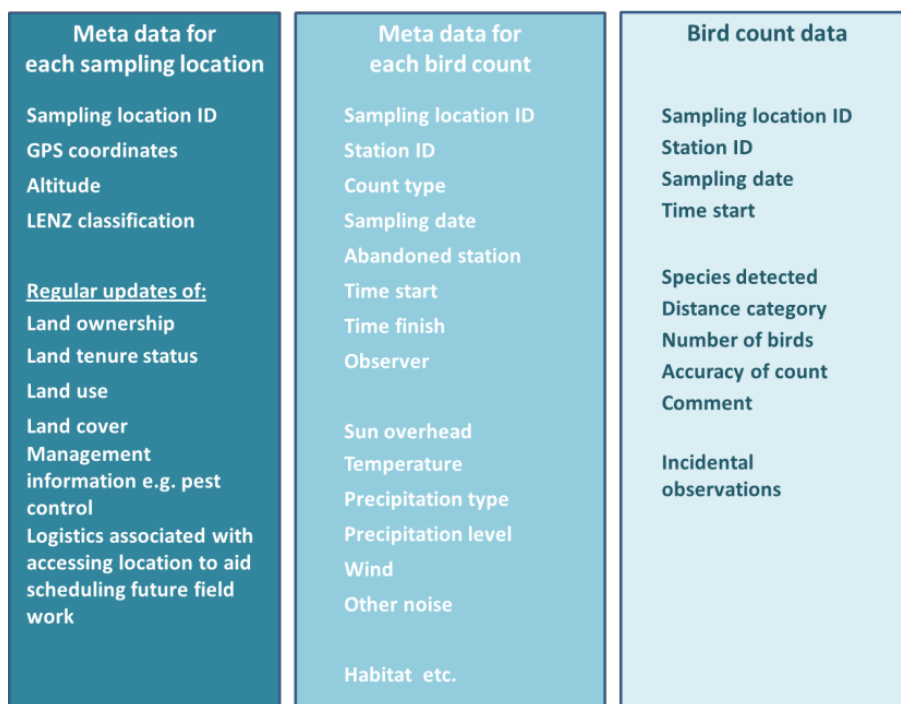 Meta data for
each sampling location
Sampling location ID
GPS coordinates
Altitude
LENZ classification
Regular updates of:
Land ownership
Land tenure status
Land use
Land cover
Management
information e.g. pest
control
Logistics associated with
accessing location to aid
scheduling future field
work
Meta data for
each bird count
Sampling location ID
Station ID
Count type
Sampling date
Abandoned station
Time start
Time finish
Observer
Sun overhead
Temperature
Precipitation type
Precipitation level
Wind
Other noise
Habitat etc.
Bird count data
Sampling location ID
Station ID
Sampling date
Time start
Species detected
Distance category
Number of birds
Accuracy of count
Comment
Incidental
observations